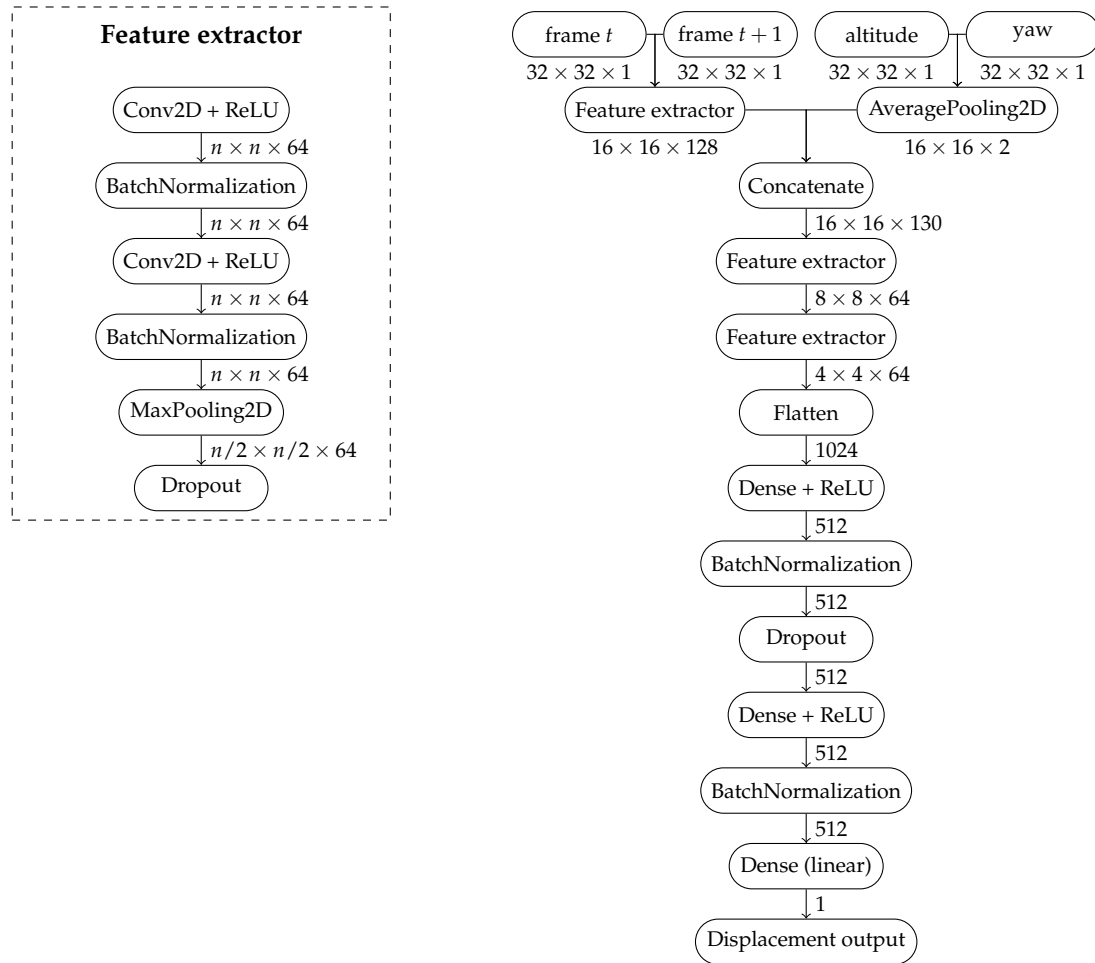 Feature extractor
Conv2D + ReLU
n × n × 64
BatchNormalization
n × n × 64
Conv2D + ReLU
n × n × 64
BatchNormalization
n × n × 64
MaxPooling2D
n/2 × n/2 × 64
Dropout
frame t
frame t + 1
altitude
yaw
32 × 32 × 1
32 × 32 × 1
32 × 32 × 1
32 × 32 × 1
Feature extractor
AveragePooling2D
16 × 16 × 128
16 × 16 × 2
Concatenate
16 × 16 × 130
Feature extractor
8 × 8 × 64
Feature extractor
4 × 4 × 64
Flatten
1024
Dense + ReLU
512
BatchNormalization
512
Dropout
512
Dense + ReLU
512
BatchNormalization
512
Dense (linear)
1
Displacement output